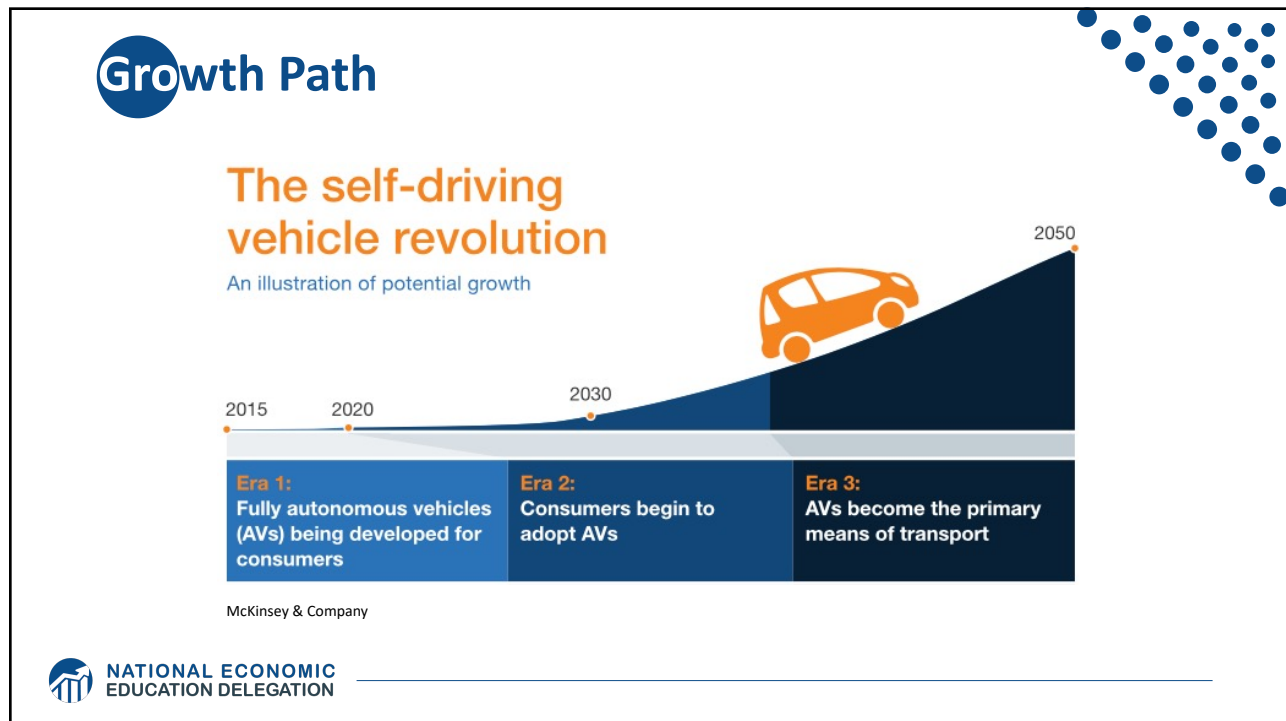 Growth Path
The self-driving
vehicle revolution
An illustration of potential growth
2015
2020
2030
2050
Era 1:
Fully autonomous vehicles
(AVs) being developed for
consumers
Era 2:
Consumers begin to
adopt AVs
Era 3:
AVs become the primary
means of transport
McKinsey & Company
NATIONAL ECONOMIC
EDUCATION DELEGATION